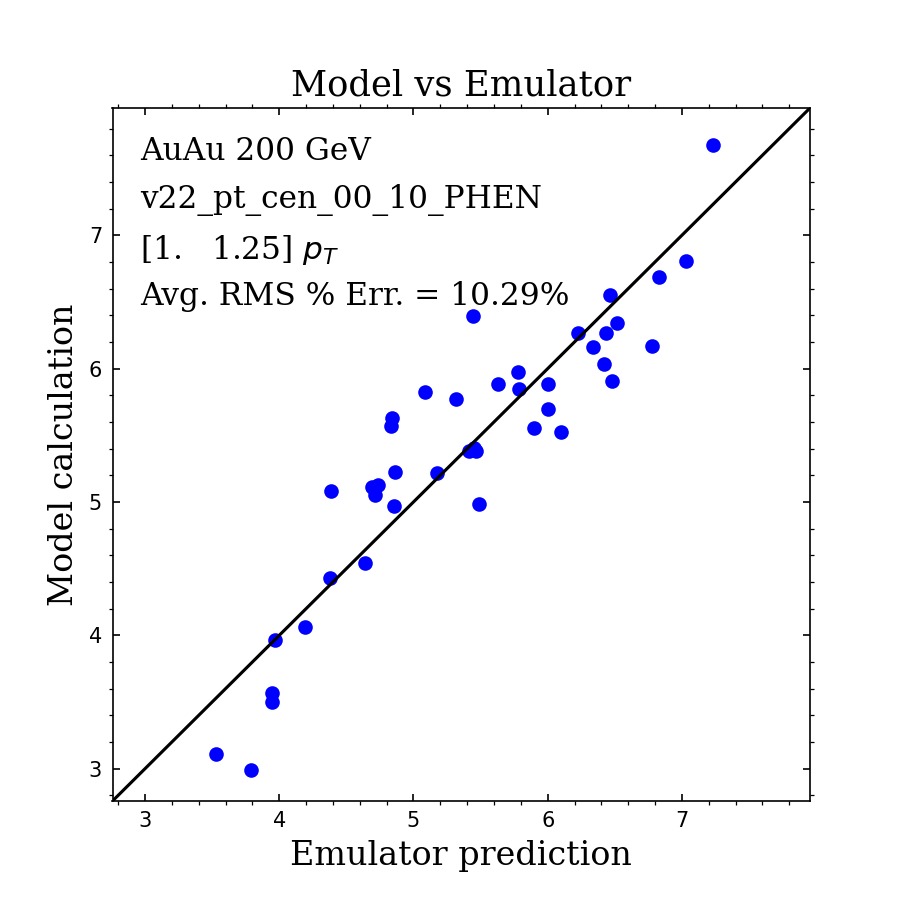 Model vs Emulator
AuAu 200 GeV
v22_pt_cen_00_10_PHEN
[1.   1.25] p_T
Avg. RMS % Err. = 10.29%
Model calculation
7
6
5
4
3
3 4 5 6 7
Emulator prediction